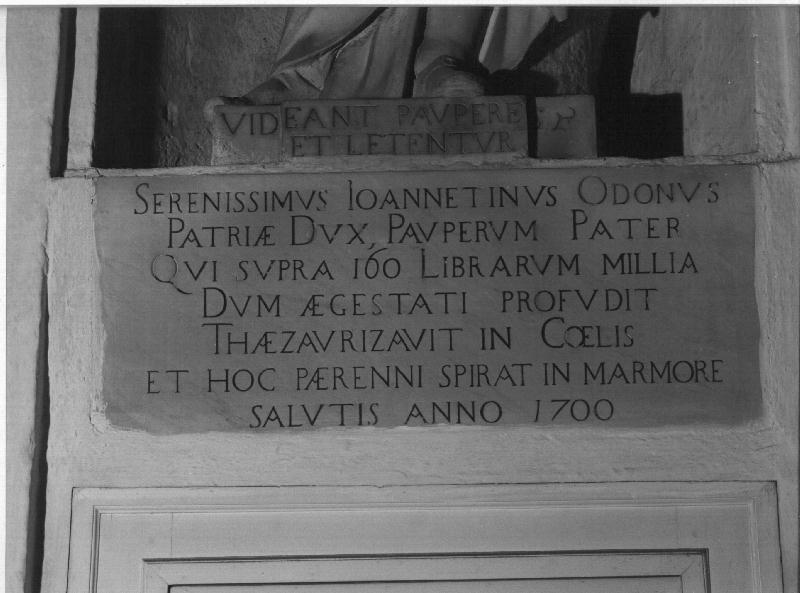 VIDEANT PAVPERES
ET LETENTVR
SERENISSIMVS IOANNETINVS ODONVS
PATRIÆ DVX, PAVPERVM PATER
QVI SVPRA 160 LIBRARVM MILLIA
DVM ÆGESTATI PROFVDIT
THÆZAVRIZAVIT IN CŒLIS
ET HOC PÆRENNI SPIRAT IN MARMORE
SALVTIS ANNO 1700